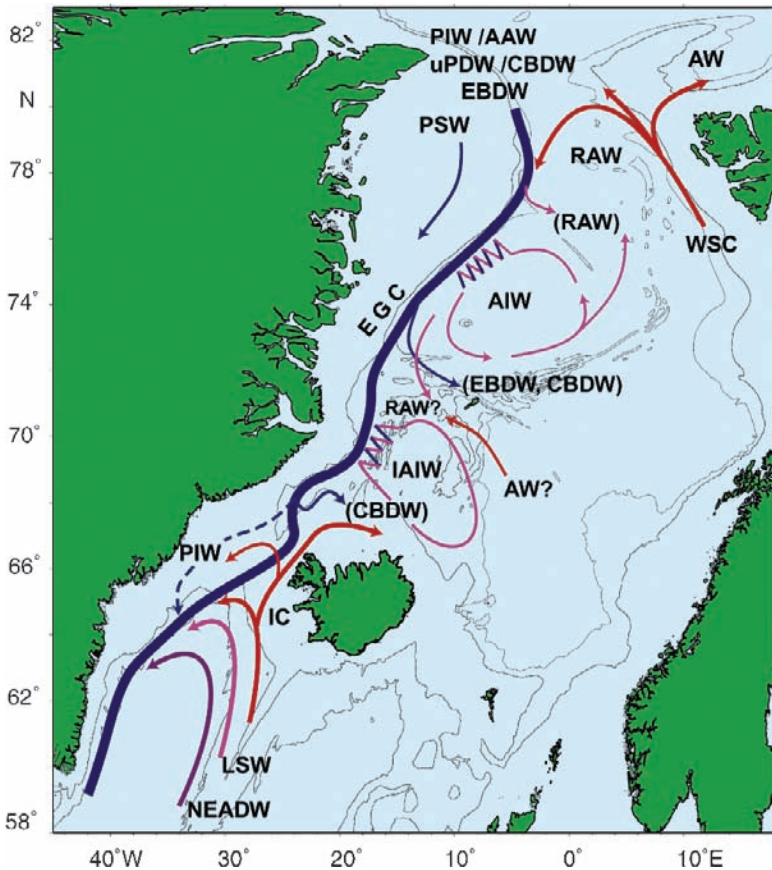 82°
N
78°
74°
70°
66°
62°
58°
PIW /AAW
uPDW /CBDW
EBDW
AW
PSW
RAW
(RAW)
WSC
AIW
E G C
(EBDW, CBDW)
RAW?
IAIW
AW?
(CBDW)
PIW
IC
LSW
NEADW
40°W
30°
20°
10°
0°
10°E